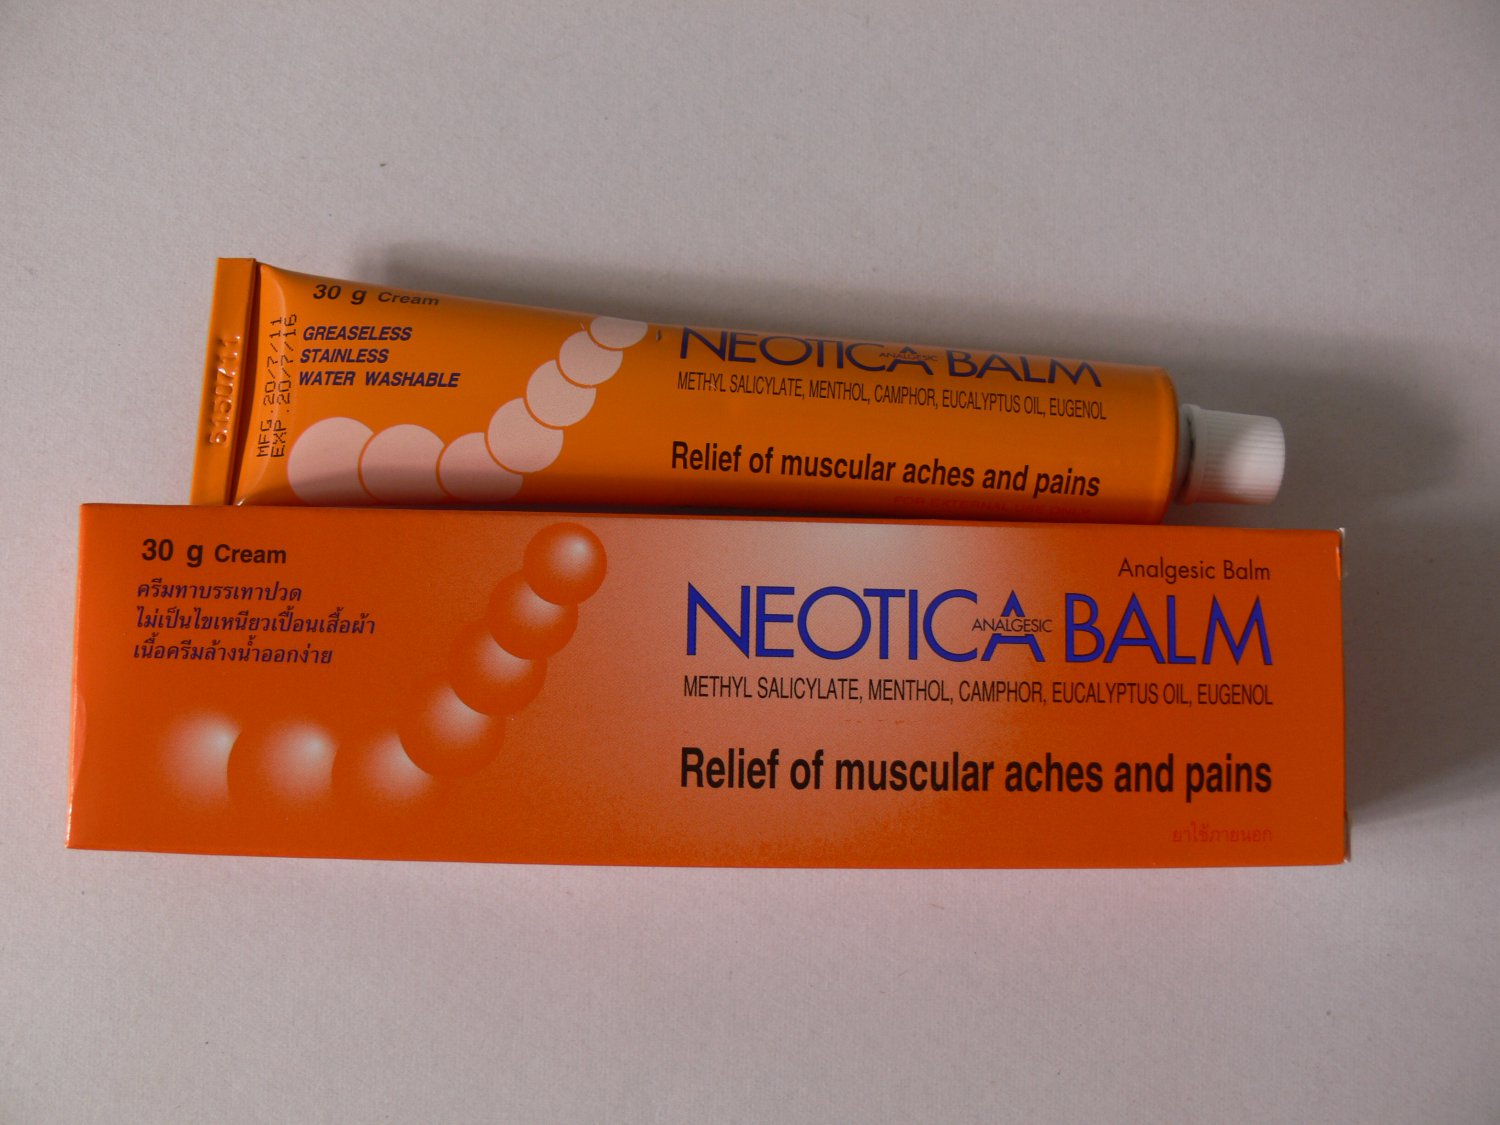 30 g Cream
GREASELESS
STAINLESS
WATER WASHABLE
MFG.20/7/11
EXP.20/7/16
NEOTICA BALM
ANALGESIC
METHYL SALICYLATE, MENTHOL, CAMPHOR, EUCALYPTUS OIL, EUGENOL
Relief of muscular aches and pains
FOR EXTERNAL USE ONLY
30 g Cream
ครีมทาบรรเทาปวด
ไม่เป็นไขเหนียวเปื้อนเสื้อผ้า
เนื้อครีมล้างน้ำออกง่าย
Analgesic Balm
NEOTICA BALM
ANALGESIC
METHYL SALICYLATE, MENTHOL, CAMPHOR, EUCALYPTUS OIL, EUGENOL
Relief of muscular aches and pains
ยาใช้ภายนอก